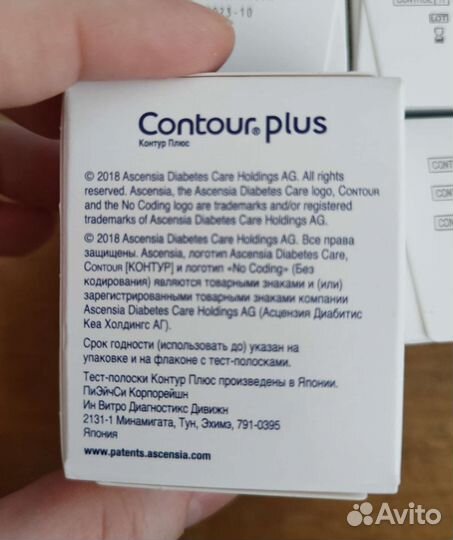 2023-10
LOT
Contour® plus
Контур Плюс
© 2018 Ascensia Diabetes Care Holdings AG. All rights
reserved. Ascensia, the Ascensia Diabetes Care logo, CONTOUR
and the No Coding logo are trademarks and/or registered
trademarks of Ascensia Diabetes Care Holdings AG.
© 2018 Ascensia Diabetes Care Holdings AG. Все права
защищены. Ascensia, логотип Ascensia Diabetes Care,
CONTOUR [КОНТУР] и логотип «No Coding» (Без
кодирования) являются товарными знаками и (или)
зарегистрированными товарными знаками компании
Ascensia Diabetes Care Holdings AG (Асцензия Диабитис
Кеа Холдингс АГ).
Срок годности (использовать до) указан на
упаковке и на флаконе с тест-полосками.
Тест-полоски Контур Плюс произведены в Японии.
ПиЭйчСи Корпорейшн
Ин Витро Диагностикс Дивижн
2131-1 Минамигата, Тун, Эхимэ, 791-0395
Япония
www.patents.ascensia.com
Avito